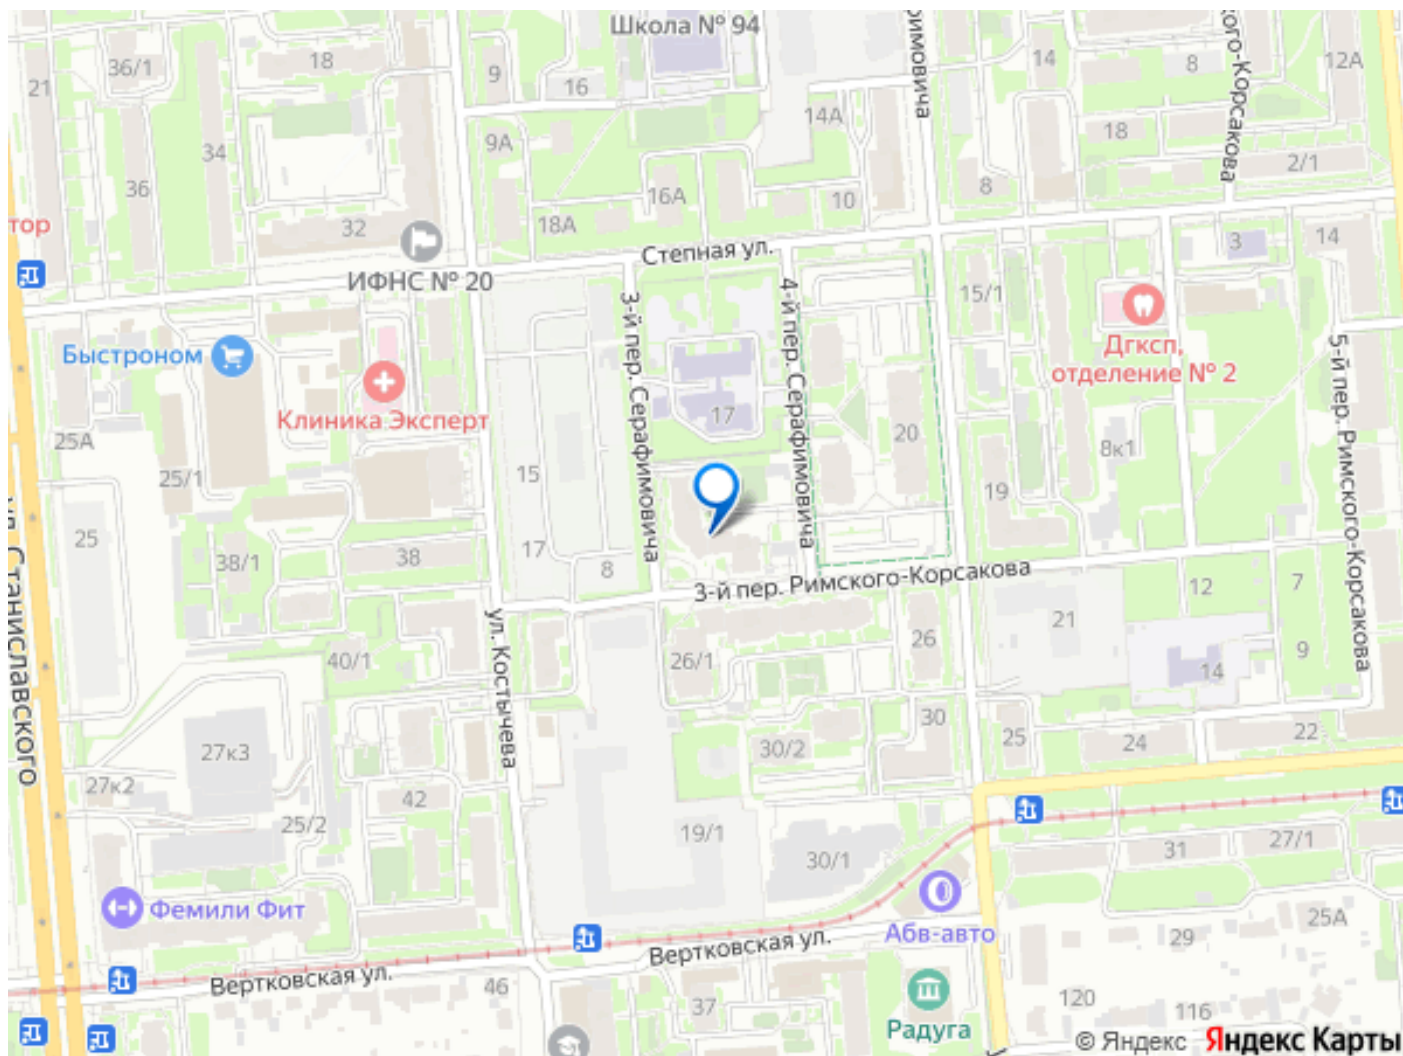 Школа № 94
36/1
18
9
16
14
8
12А
21
римовича
кого-Корсакова
34
9А
14А
18
2/1
36
16А
10
8
тор
32
18А
Степная ул.
3
14
ИФНС № 20
15/1
3-й пер. Серафимовича
4-й пер. Серафимовича
Быстроном
Дгксп,
отделение № 2
5-й пер. Римского-Корсакова
Клиника Эксперт
17
20
25А
8к1
25/1
15
19
25
17
38/1
38
8
3-й пер. Римского-Корсакова
12
7
ул. Станиславского
ул. Костычева
21
26
9
40/1
26/1
14
27к3
30
25
24
22
30/2
27к2
42
25/2
19/1
30/1
31
27/1
Фемили Фит
Абв-авто
25А
29
Вертковская ул.
Вертковская ул.
46
37
120
116
Радуга
© Яндекс Яндекс Карты